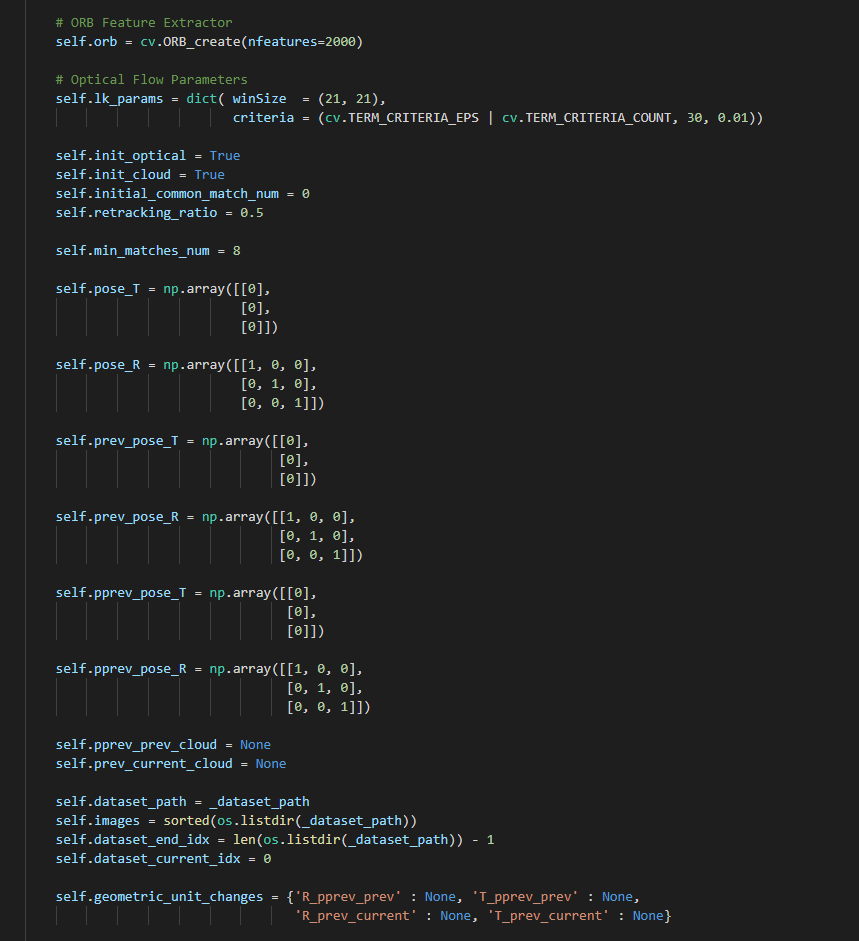 # ORB Feature Extractor
self.orb = cv.ORB_create(nfeatures=2000)
# Optical Flow Parameters
self.lk_params = dict( winSize  = (21, 21),
criteria = (cv.TERM_CRITERIA_EPS | cv.TERM_CRITERIA_COUNT, 30, 0.01))
self.init_optical = True
self.init_cloud = True
self.initial_common_match_num = 0
self.retracking_ratio = 0.5
self.min_matches_num = 8
self.pose_T = np.array([[0],
[0],
[0]])
self.pose_R = np.array([[1, 0, 0],
[0, 1, 0],
[0, 0, 1]])
self.prev_pose_T = np.array([[0],
[0],
[0]])
self.prev_pose_R = np.array([[1, 0, 0],
[0, 1, 0],
[0, 0, 1]])
self.pprev_pose_T = np.array([[0],
[0],
[0]])
self.pprev_pose_R = np.array([[1, 0, 0],
[0, 1, 0],
[0, 0, 1]])
self.pprev_prev_cloud = None
self.prev_current_cloud = None
self.dataset_path = _dataset_path
self.images = sorted(os.listdir(_dataset_path))
self.dataset_end_idx = len(os.listdir(_dataset_path)) - 1
self.dataset_current_idx = 0
self.geometric_unit_changes = {'R_pprev_prev' : None, 'T_pprev_prev' : None,
'R_prev_current' : None, 'T_prev_current' : None}